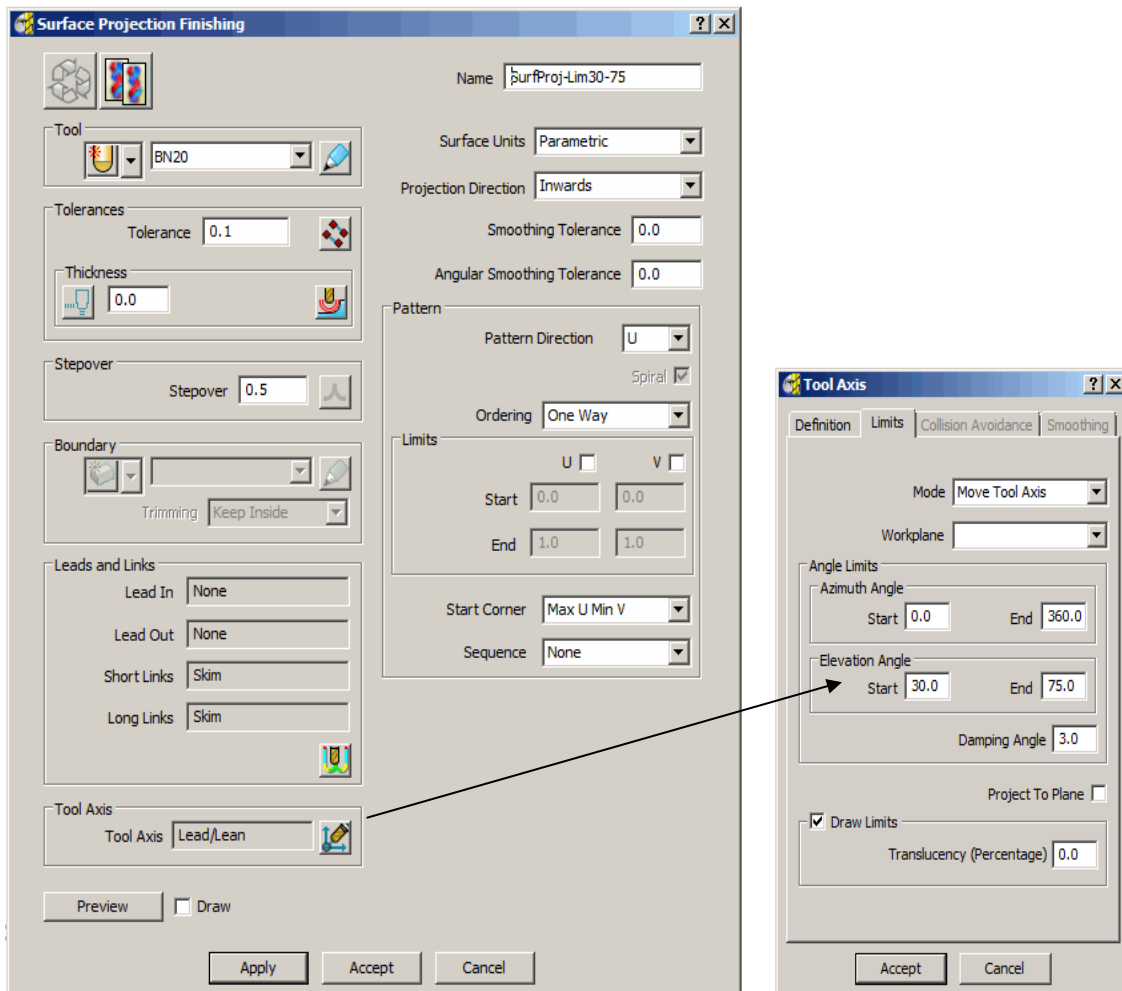 Surface Projection Finishing
Name SurfProj-Lim30-75
Tool
BN20
Tolerances
Tolerance 0.1
Thickness
0.0
Stepover
Stepover 0.5
Boundary
Trimming Keep Inside
Leads and Links
Lead In None
Lead Out None
Short Links Skim
Long Links Skim
Tool Axis
Tool Axis Lead/Lean
Preview Draw
Surface Units Parametric
Projection Direction Inwards
Smoothing Tolerance 0.0
Angular Smoothing Tolerance 0.0
Pattern
Pattern Direction U
Spiral
Ordering One Way
Limits
U V
Start 0.0 0.0
End 1.0 1.0
Start Corner Max U Min V
Sequence None
Apply Accept Cancel
Tool Axis
Definition Limits Collision Avoidance Smoothing
Mode Move Tool Axis
Workplane
Angle Limits
Azimuth Angle
Start 0.0 End 360.0
Elevation Angle
Start 30.0 End 75.0
Damping Angle 3.0
Project To Plane
Draw Limits
Translucency (Percentage) 0.0
Accept Cancel